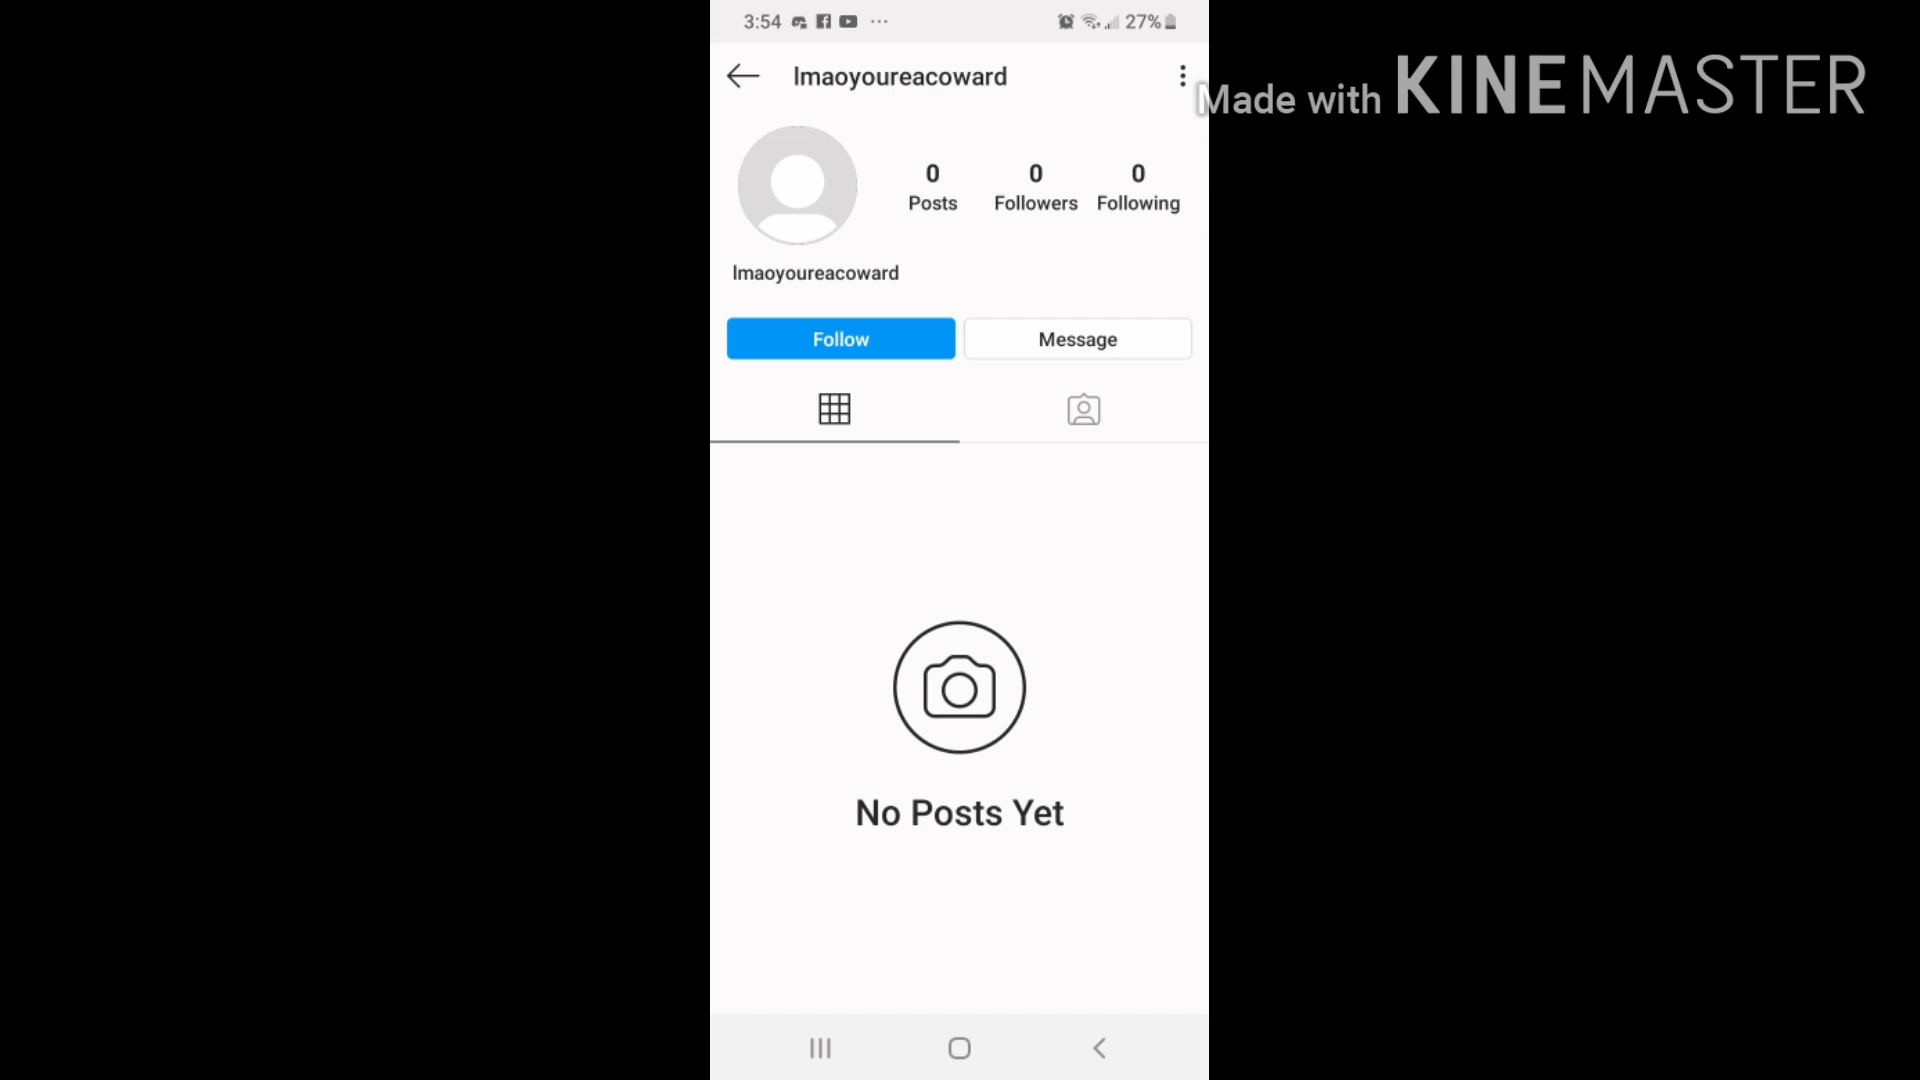 3:54
27%
lmaoyoureacoward
Made with KINEMASTER
0 0 0
Posts Followers Following
lmaoyoureacoward
Follow Message
No Posts Yet